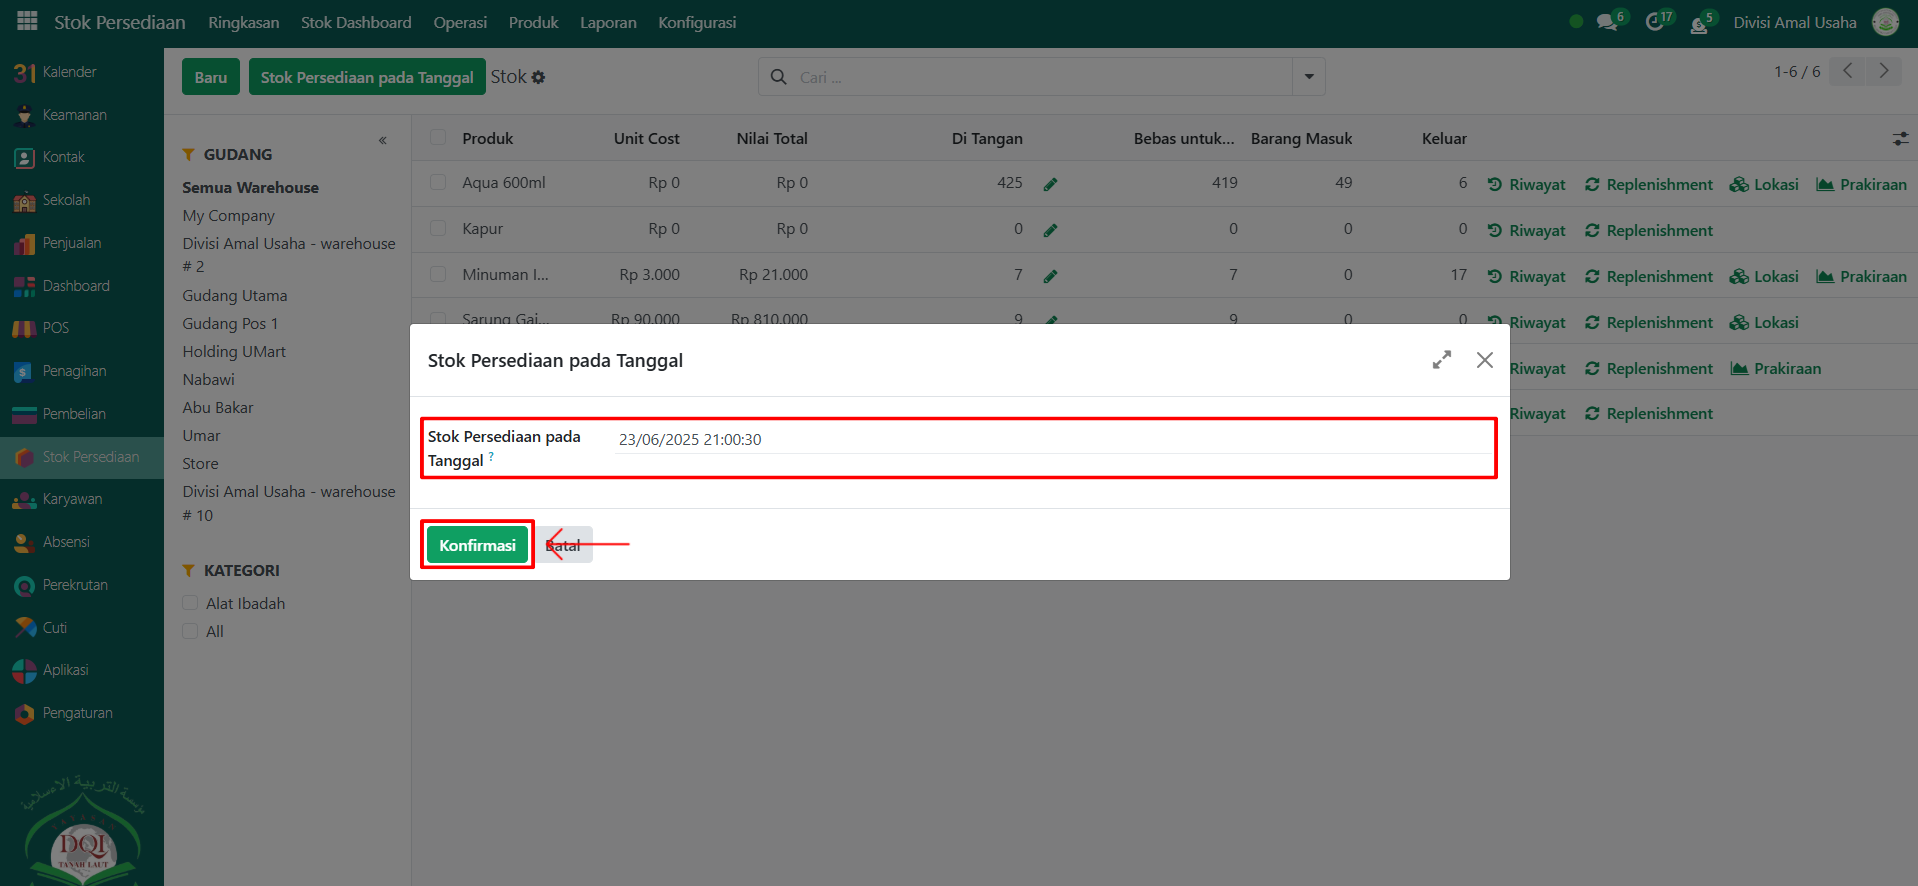 Stok Persediaan Ringkasan Stok Dashboard Operasi Produk Laporan Konfigurasi 6 17 5 Divisi Amal Usaha
31 Kalender
Keamanan
Kontak
Sekolah
Penjualan
Dashboard
POS
Penagihan
Pembelian
Stok Persediaan
Karyawan
Absensi
Perekrutan
Cuti
Aplikasi
Pengaturan
DQI
TANAH LAUT
Baru Stok Persediaan pada Tanggal Stok Cari ... 1-6 / 6
GUDANG
Semua Warehouse
My Company
Divisi Amal Usaha - warehouse
# 2
Gudang Utama
Gudang Pos 1
Holding UMart
Nabawi
Abu Bakar
Umar
Store
Divisi Amal Usaha - warehouse
# 10
KATEGORI
Alat Ibadah
All
Produk Unit Cost Nilai Total Di Tangan Bebas untuk... Barang Masuk Keluar
Aqua 600ml Rp 0 Rp 0 425 419 49 6 Riwayat Replenishment Lokasi Prakiraan
Kapur Rp 0 Rp 0 0 0 0 0 Riwayat Replenishment
Minuman I... Rp 3.000 Rp 21.000 7 7 0 17 Riwayat Replenishment Lokasi Prakiraan
Sarung Gaj... Rp 90.000 Rp 810.000 9 9 0 0 Riwayat Replenishment Lokasi
Riwayat Replenishment Prakiraan
Riwayat Replenishment
Stok Persediaan pada Tanggal
Stok Persediaan pada
Tanggal ?
23/06/2025 21:00:30
Konfirmasi Batal